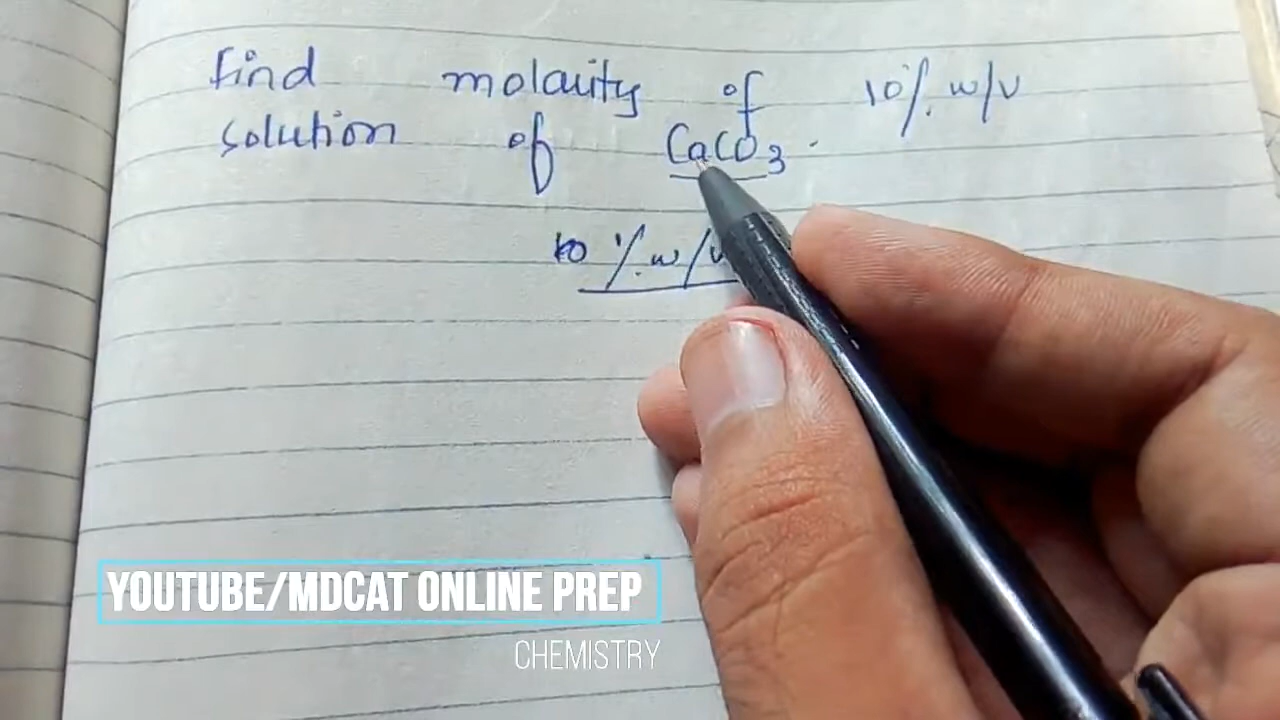 Find molarity of 10% w/v
solution of CaCO3.
10 % w/v
YOUTUBE/MDCAT ONLINE PREP
CHEMISTRY